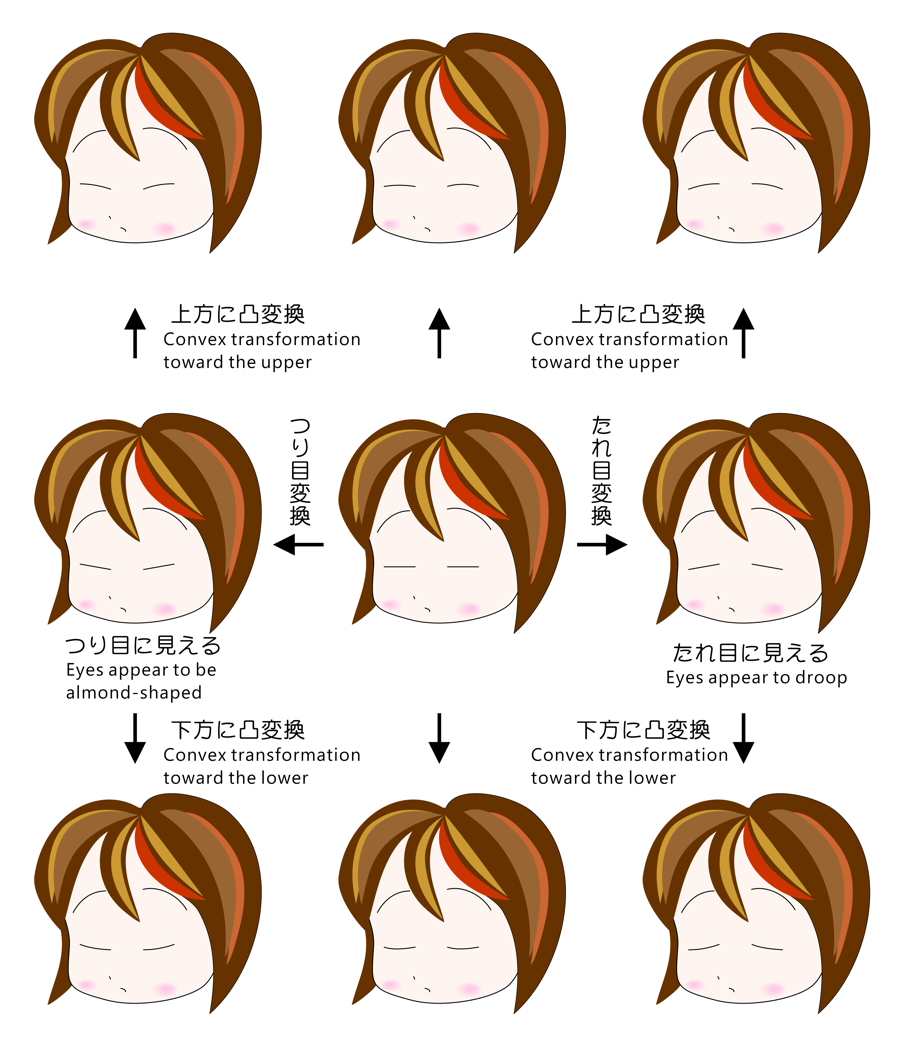 上方に凸変換
Convex transformation
toward the upper
上方に凸変換
Convex transformation
toward the upper
つり目変換
たれ目変換
つり目に見える
Eyes appear to be
almond-shaped
たれ目に見える
Eyes appear to droop
下方に凸変換
Convex transformation
toward the lower
下方に凸変換
Convex transformation
toward the lower